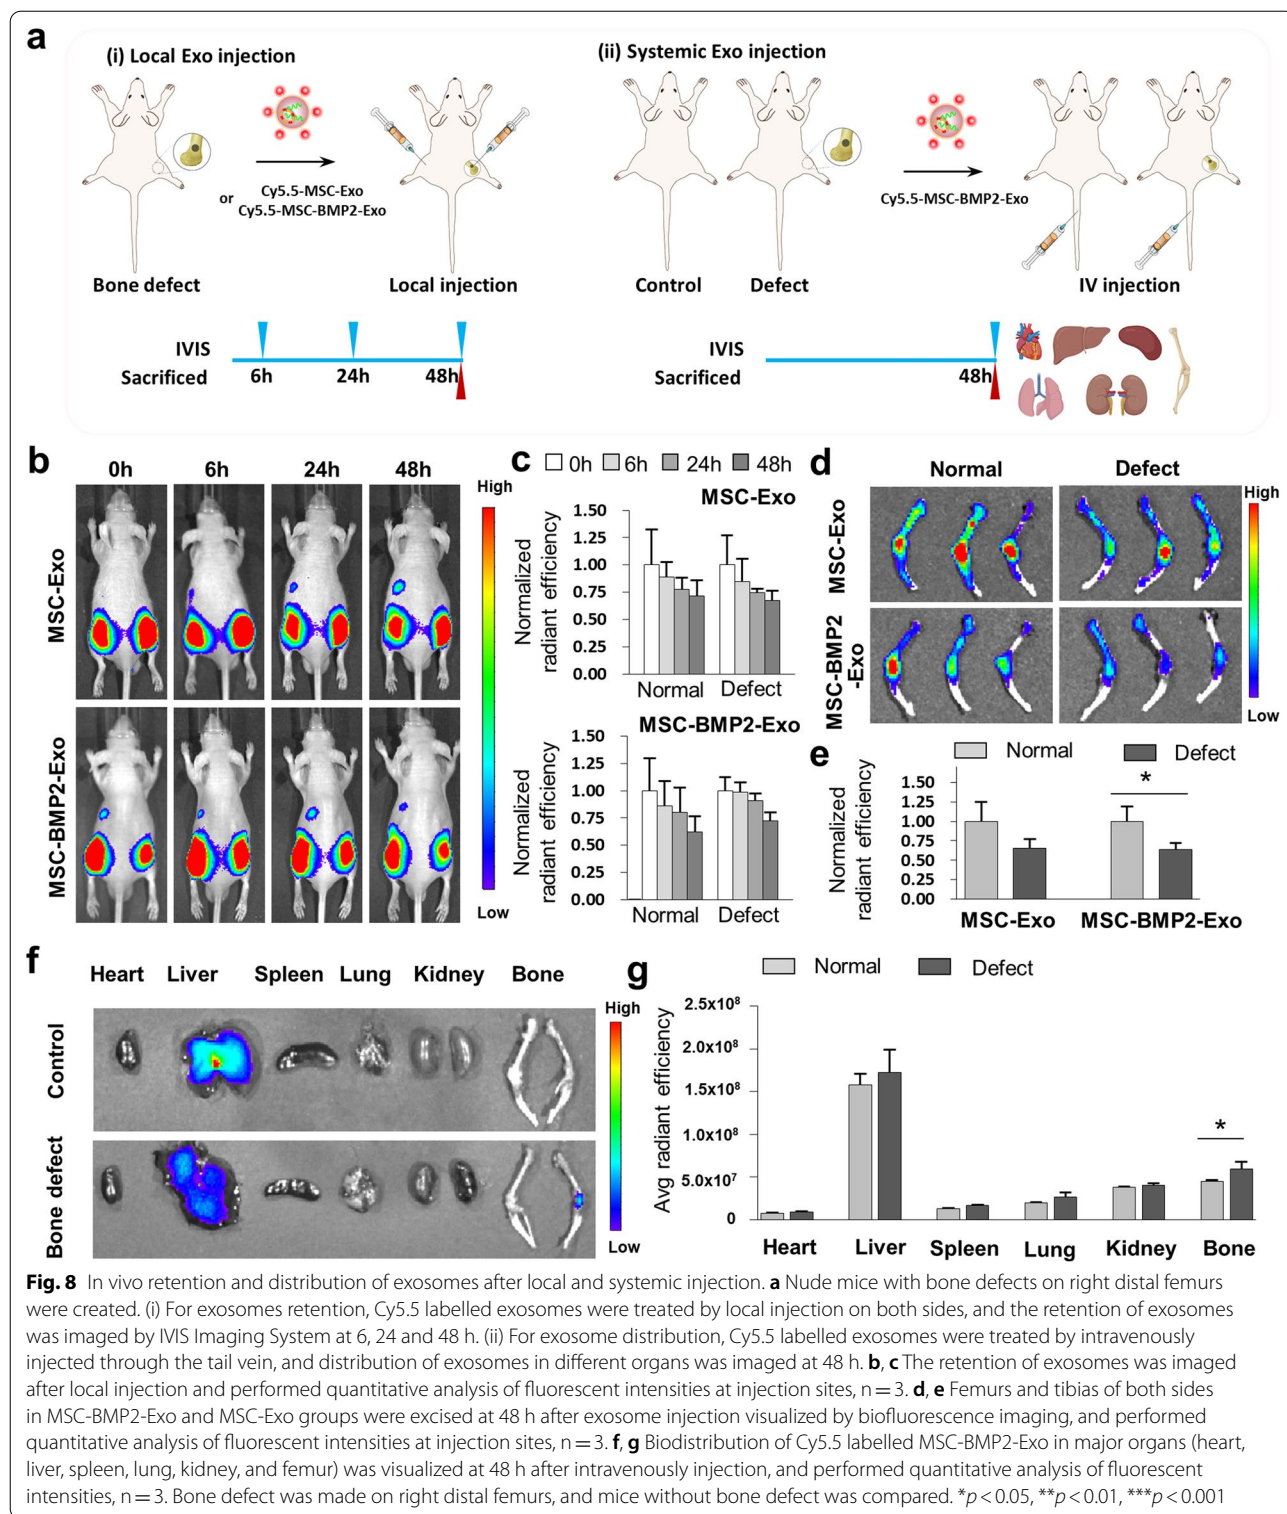 a
(i) Local Exo injection
(ii) Systemic Exo injection
Cy5.5-MSC-Exo
or Cy5.5-MSC-BMP2-Exo
Cy5.5-MSC-BMP2-Exo
Bone defect
Local injection
Control
Defect
IV injection
IVIS
Sacrificed
6h
24h
48h
IVIS
Sacrificed
48h
b
0h
6h
24h
48h
MSC-Exo
MSC-BMP2-Exo
High
Low
c
0h
6h
24h
48h
MSC-Exo
Normalized
radiant efficiency
1.50
1.25
1.00
0.75
0.50
0.25
0.00
Normal
Defect
MSC-BMP2-Exo
Normalized
radiant efficiency
1.50
1.25
1.00
0.75
0.50
0.25
0.00
Normal
Defect
d
Normal
Defect
MSC-Exo
MSC-BMP2
-Exo
High
Low
e
Normal
Defect
Normalized
radiant efficiency
1.50
1.25
1.00
0.75
0.50
0.25
0.00
*
MSC-Exo
MSC-BMP2-Exo
f
Heart
Liver
Spleen
Lung
Kidney
Bone
Control
Bone defect
High
Low
g
Normal
Defect
Avg radiant efficiency
2.5x10⁸
2.0x10⁸
1.5x10⁸
1.0x10⁸
5.0x10⁷
0
*
Heart
Liver
Spleen
Lung
Kidney
Bone
Fig. 8 In vivo retention and distribution of exosomes after local and systemic injection. a Nude mice with bone defects on right distal femurs
were created. (i) For exosomes retention, Cy5.5 labelled exosomes were treated by local injection on both sides, and the retention of exosomes
was imaged by IVIS Imaging System at 6, 24 and 48 h. (ii) For exosome distribution, Cy5.5 labelled exosomes were treated by intravenously
injected through the tail vein, and distribution of exosomes in different organs was imaged at 48 h. b, c The retention of exosomes was imaged
after local injection and performed quantitative analysis of fluorescent intensities at injection sites, n = 3. d, e Femurs and tibias of both sides
in MSC-BMP2-Exo and MSC-Exo groups were excised at 48 h after exosome injection visualized by biofluorescence imaging, and performed
quantitative analysis of fluorescent intensities at injection sites, n = 3. f, g Biodistribution of Cy5.5 labelled MSC-BMP2-Exo in major organs (heart,
liver, spleen, lung, kidney, and femur) was visualized at 48 h after intravenously injection, and performed quantitative analysis of fluorescent
intensities, n = 3. Bone defect was made on right distal femurs, and mice without bone defect was compared. *p < 0.05, **p < 0.01, ***p < 0.001